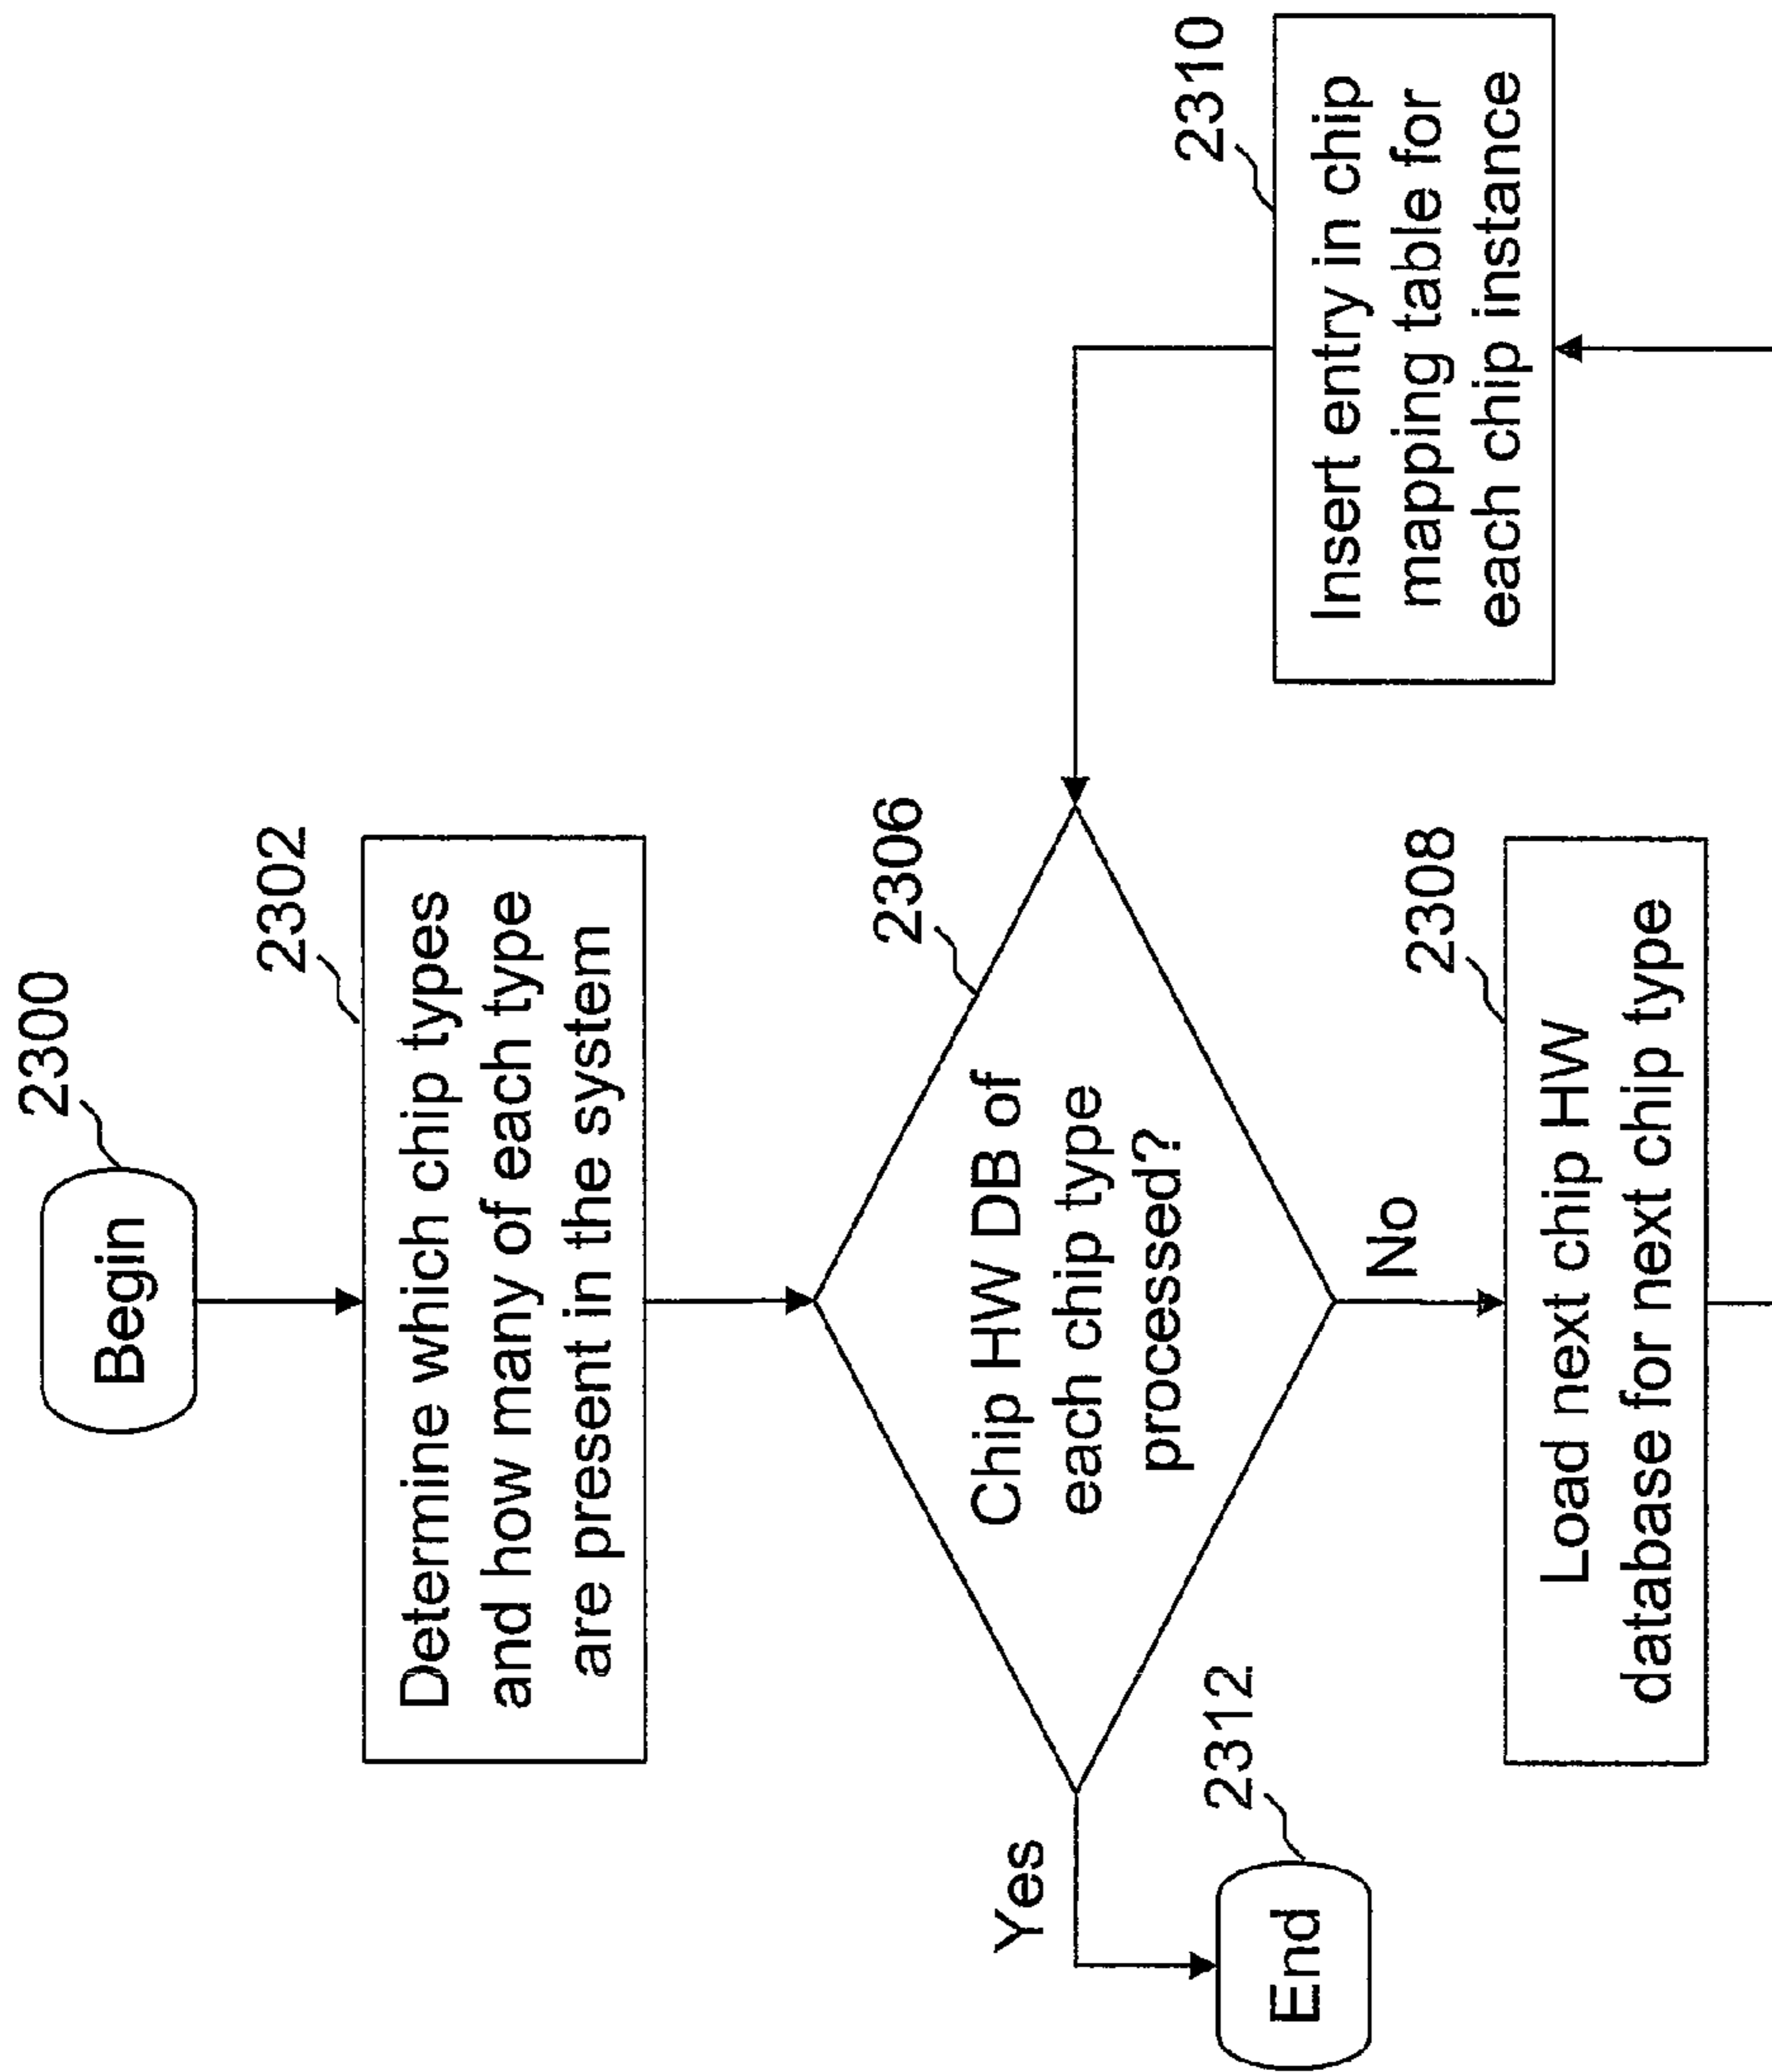 2300
Begin
2302
Determine which chip types
and how many of each type
are present in the system
2306
Chip HW DB of
each chip type
processed?
Yes
No
2312
End
2308
Load next chip HW
database for next chip type
2310
Insert entry in chip
mapping table for
each chip instance